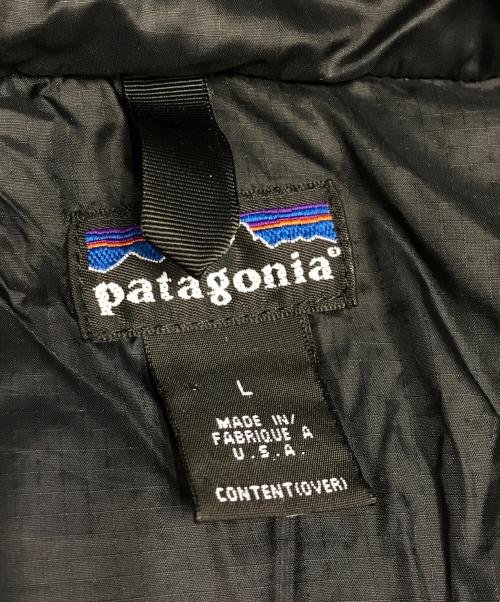 patagonia®
L
MADE IN/
FABRIQUE A
U.S.A.
CONTENT(OVER)